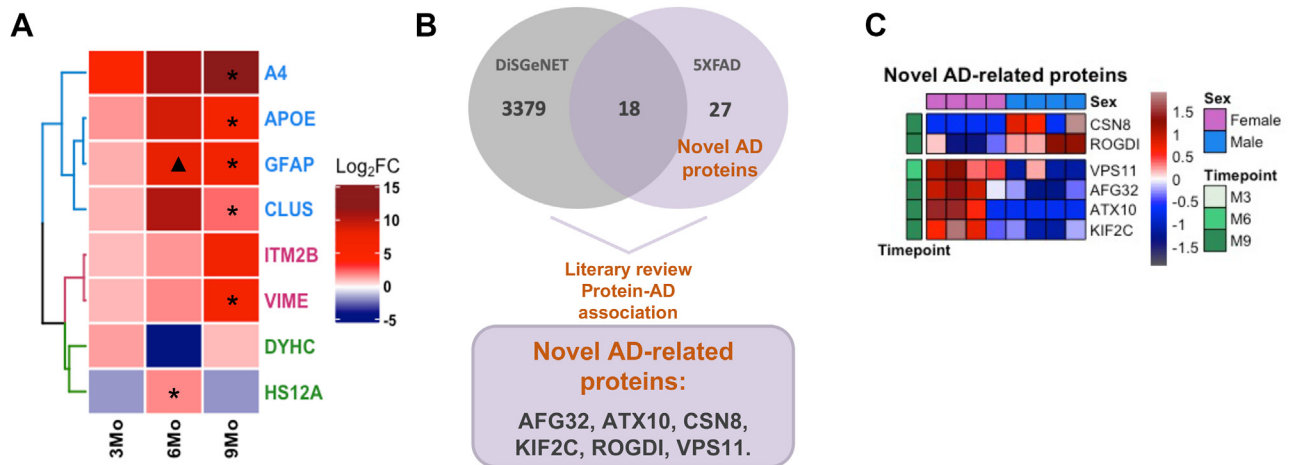 A
A4
APOE
GFAP
CLUS
ITM2B
VIME
DYHC
HS12A
3Mo
6Mo
9Mo
*
*
▲ *
*
*
*
Log2FC
15
10
5
0
-5
B
DiSGeNET
5XFAD
3379
18
27
Novel AD
proteins
Literary review
Protein-AD
association
Novel AD-related
proteins:
AFG32, ATX10, CSN8,
KIF2C, ROGDI, VPS11.
C
Novel AD-related proteins
Sex
CSN8
ROGDI
VPS11
AFG32
ATX10
KIF2C
Timepoint
1.5
1
0.5
0
-0.5
-1
-1.5
Sex
Female
Male
Timepoint
M3
M6
M9